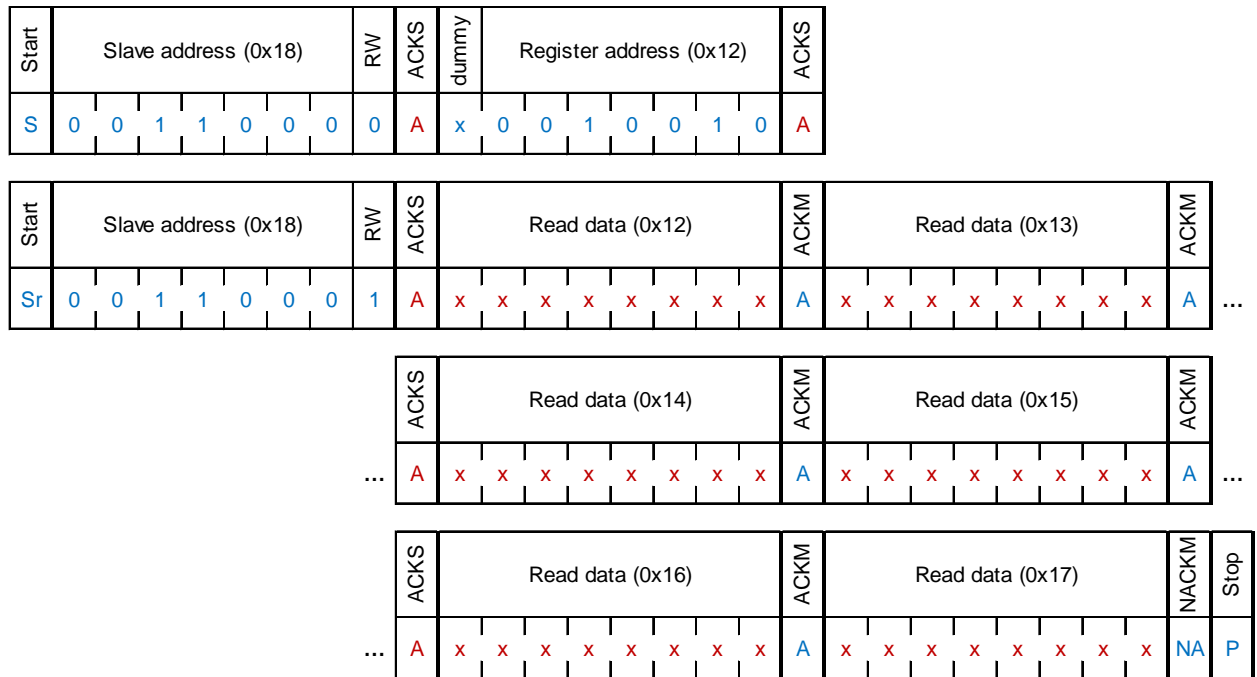 Start Slave address (0x18) RW ACKS dummy Register address (0x12) ACKS
S 0 0 1 1 0 0 0 0 A x 0 0 1 0 0 1 0 A
Start Slave address (0x18) RW ACKS Read data (0x12) ACKM Read data (0x13) ACKM
Sr 0 0 1 1 0 0 0 1 A x x x x x x x x A x x x x x x x x A ...
ACKS Read data (0x14) ACKM Read data (0x15) ACKM
... A x x x x x x x x A x x x x x x x x A ...
ACKS Read data (0x16) ACKM Read data (0x17) NACKM Stop
... A x x x x x x x x A x x x x x x x x NA P